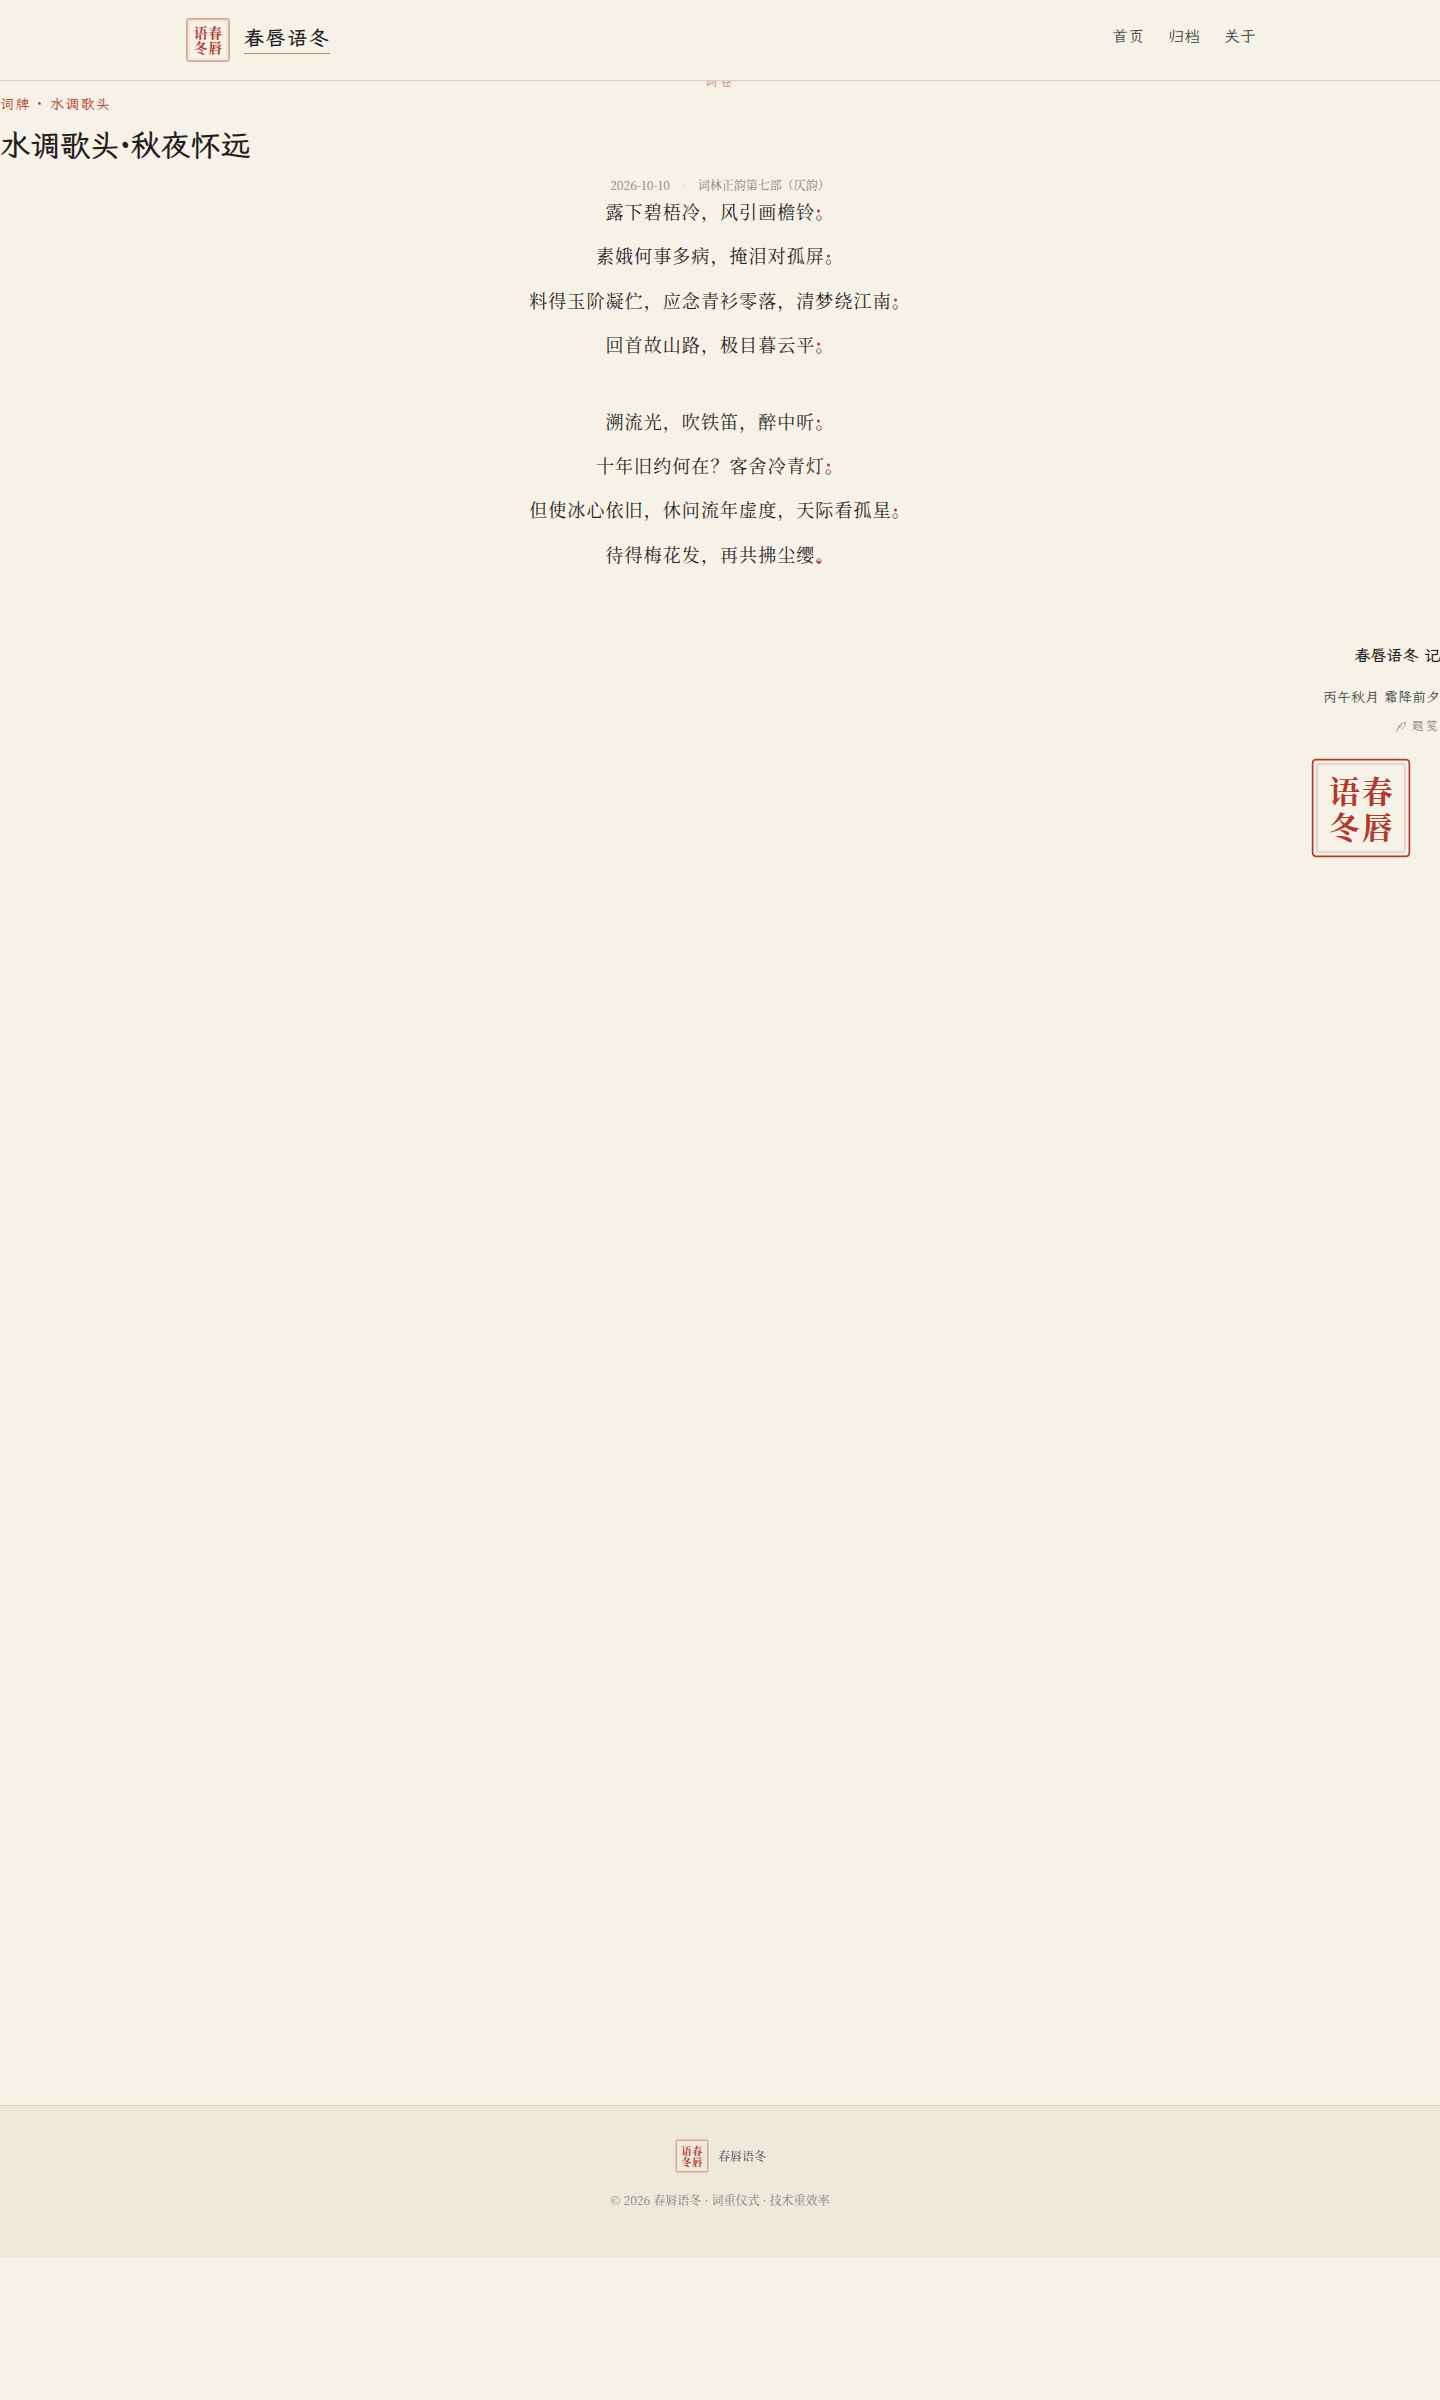 春唇语冬
春唇语冬
首页 归档 关于
词卷
词牌 · 水调歌头
水调歌头·秋夜怀远
2026-10-10 · 词林正韵第七部（仄韵）
露下碧梧冷，风引画檐铃。
素娥何事多病，掩泪对孤屏。
料得玉阶凝伫，应念青衫零落，清梦绕江南。
回首故山路，极目暮云平。
溯流光，吹铁笛，醉中听。
十年旧约何在？客舍冷青灯。
但使冰心依旧，休问流年虚度，天际看孤星。
待得梅花发，再共拂尘缨。
春唇语冬 记
丙午秋月 霜降前夕
题笺
春唇语冬
春唇语冬
春唇语冬
© 2026 春唇语冬 · 词重仪式 · 技术重效率